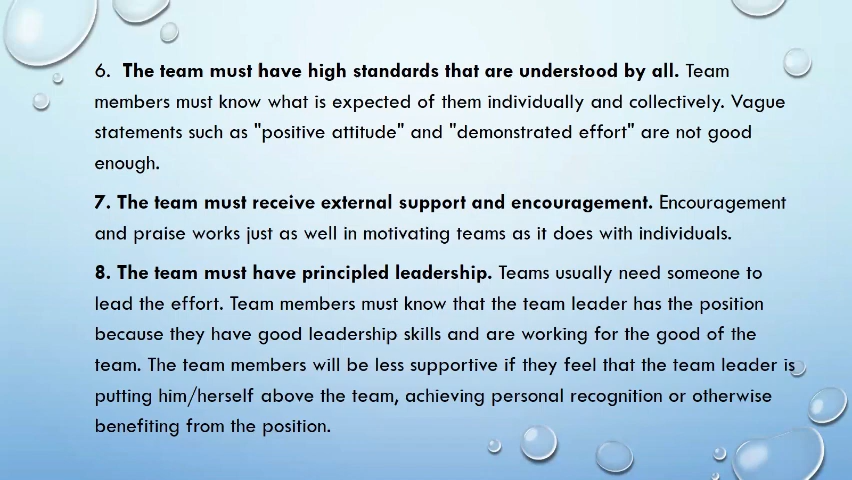 6. The team must have high standards that are understood by all. Team
members must know what is expected of them individually and collectively. Vague
statements such as "positive attitude" and "demonstrated effort" are not good
enough.
7. The team must receive external support and encouragement. Encouragement
and praise works just as well in motivating teams as it does with individuals.
8. The team must have principled leadership. Teams usually need someone to
lead the effort. Team members must know that the team leader has the position
because they have good leadership skills and are working for the good of the
team. The team members will be less supportive if they feel that the team leader is
putting him/herself above the team, achieving personal recognition or otherwise
benefiting from the position.